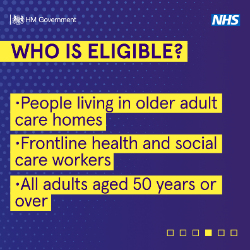 HM Government
NHS
WHO IS ELIGIBLE?
•People living in older adult
care homes
•Frontline health and social
care workers
•All adults aged 50 years or
over